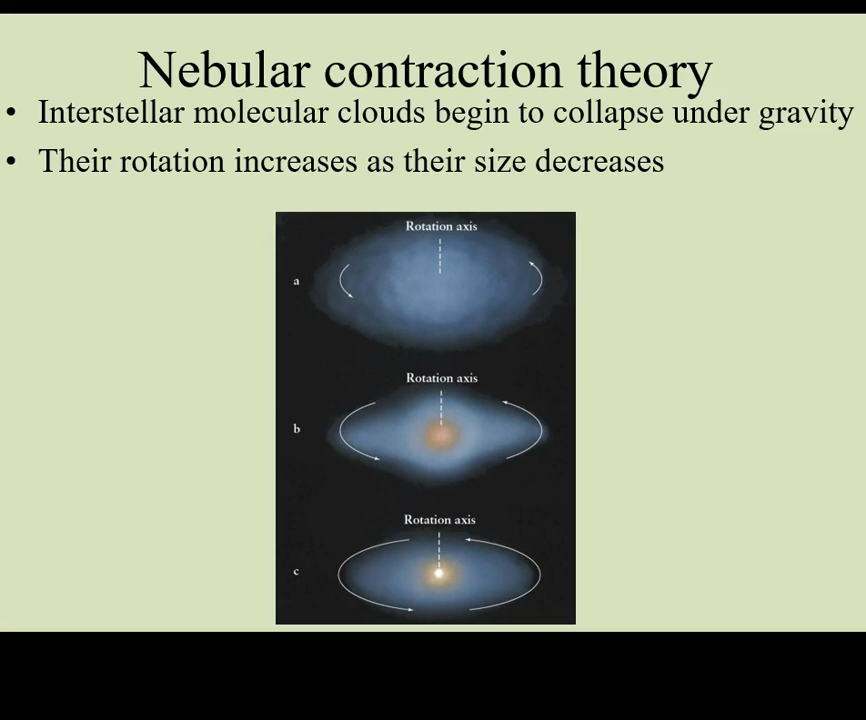 Nebular contraction theory
• Interstellar molecular clouds begin to collapse under gravity
• Their rotation increases as their size decreases
Rotation axis
a
Rotation axis
b
Rotation axis
c